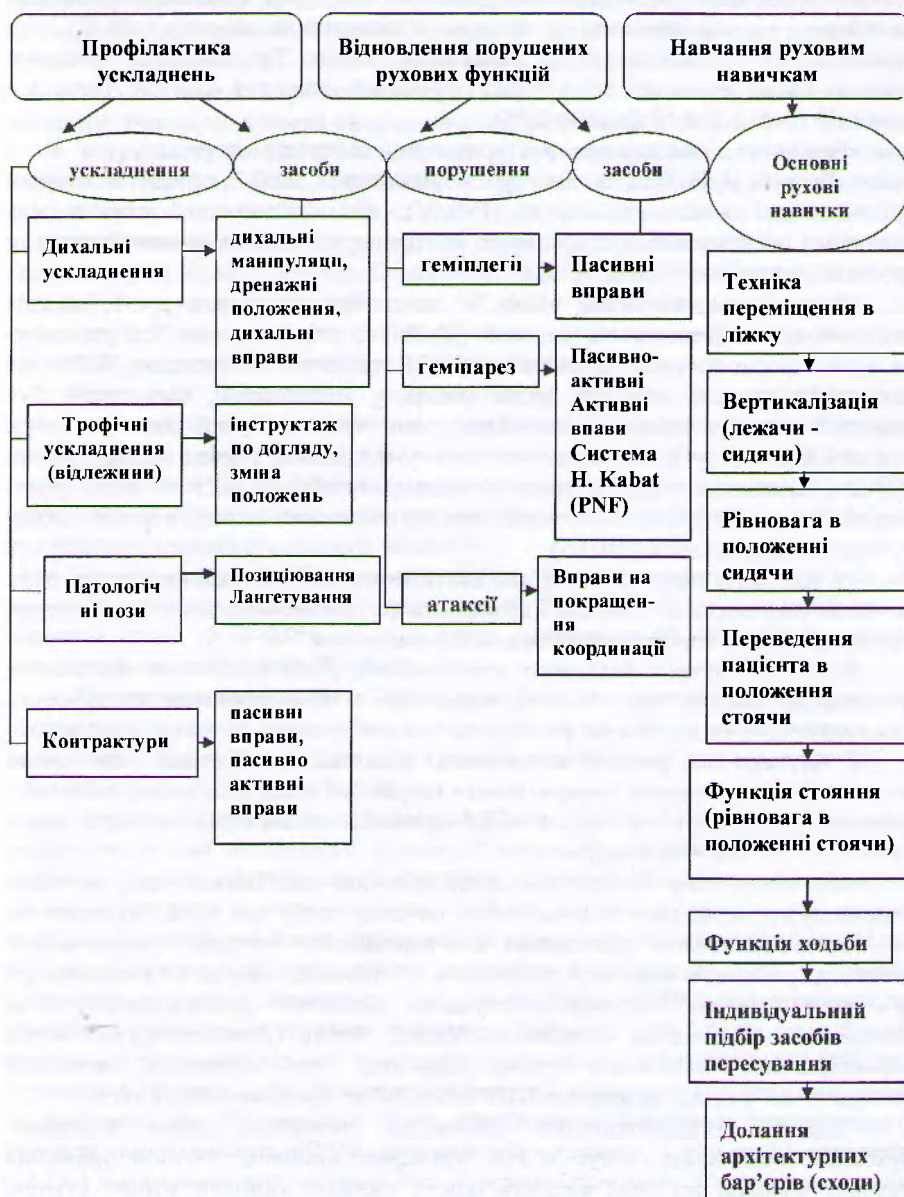 Профілактика
ускладнень
Відновлення порушених
рухових функцій
Навчання руховим
навичкам
ускладнення
засоби
порушення
засоби
Основні
рухові
навички
Дихальні
ускладнення
дихальні
маніпуляції,
дренажні
положення,
дихальні
вправи
Трофічні
ускладнення
(відлежини)
інструктаж
по догляду,
зміна
положень
Патологіч
ні пози
Позиціювання
Лангетування
Контрактури
пасивні
вправи,
пасивно
активні
вправи
геміплегії
Пасивні
вправи
геміпарез
Пасивно-
активні
Активні
впави
Система
H. Kabat
(PNF)
атаксії
Вправи на
покращен-
ня
координації
Техніка
переміщення в
ліжку
Вертикалізація
(лежачи -
сидячи)
Рівновага в
положенні
сидячи
Переведення
пацієнта в
положення
стоячи
Функція стояння
(рівновага в
положенні стоячи)
Функція ходьби
Індивідуальний
підбір засобів
пересування
Долання
архітектурних
бар’єрів (сходи)